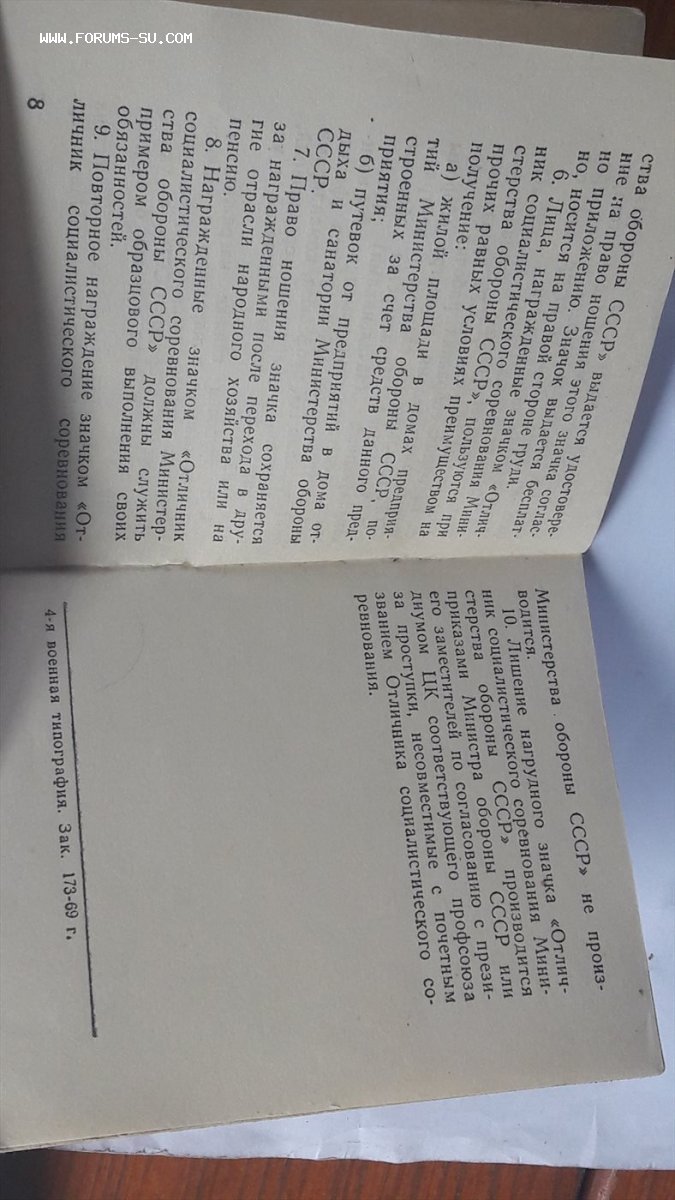 WWW.FORUMS-SU.COM
ства обороны СССР» выдается удостовере-
ние на право ношения этого значка соглас-
но приложению. Значок выдается бесплат-
но, носится на правой стороне груди.
6. Лица, награжденные значком «Отлич-
ник социалистического соревнования Мини-
стерства обороны СССР», пользуются при
прочих равных условиях преимуществом на
получение:
а) жилой площади в домах предприя-
тий Министерства обороны СССР, по-
строенных за счет средств данного пред-
приятия;
б) путевок от предприятий в дома от-
дыха и санатории Министерства обороны
СССР.
7. Право ношения значка сохраняется
за награжденными после перехода в дру-
гие отрасли народного хозяйства или на
пенсию.
8. Награжденные значком «Отличник
социалистического соревнования Министер-
ства обороны СССР» должны служить
примером образцового выполнения своих
обязанностей.
9. Повторное награждение значком «От-
личник социалистического соревнования
8
Министерства обороны СССР» не произ-
водится.
10. Лишение нагрудного значка «Отлич-
ник социалистического соревнования Мини-
стерства обороны СССР» производится
приказами Министра обороны СССР или
его заместителей по согласованию с прези-
диумом ЦК соответствующего профсоюза
за проступки, несовместимые с почетным
званием Отличника социалистического со-
ревнования.
4-я военная типография. Зак. 173-69 г.